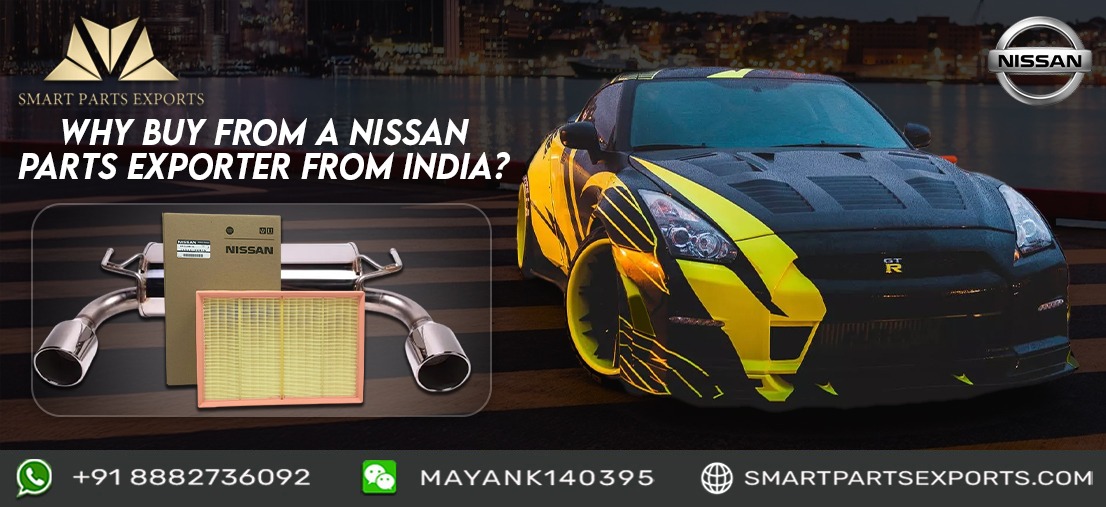 SMART PARTS EXPORTS
WHY BUY FROM A NISSAN
PARTS EXPORTER FROM INDIA?
NISSAN
NISSAN
NISSAN
GT
R
+91 8882736092
MAYANK140395
SMARTPARTSEXPORTS.COM